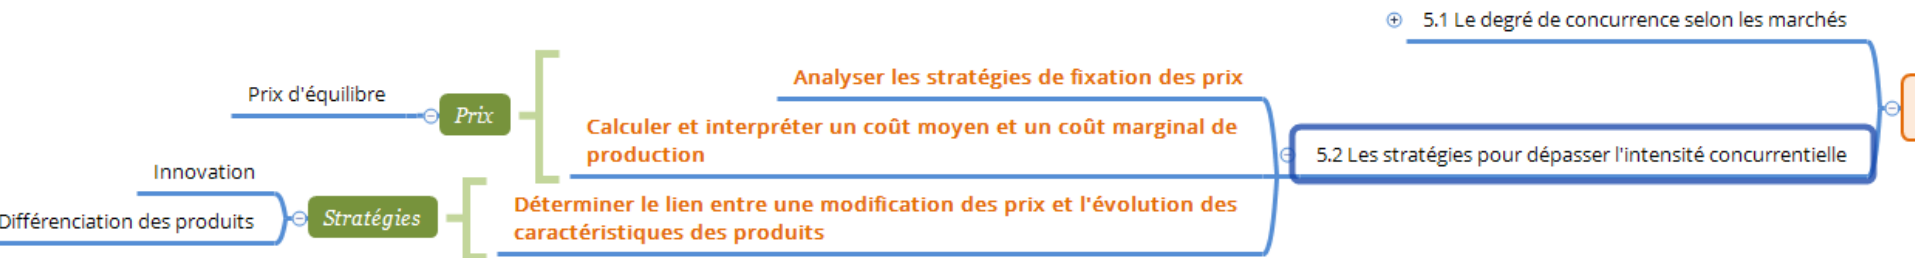 5.1 Le degré de concurrence selon les marchés
Analyser les stratégies de fixation des prix
Prix d'équilibre
Prix
Calculer et interpréter un coût moyen et un coût marginal de
production
5.2 Les stratégies pour dépasser l'intensité concurrentielle
Innovation
Stratégies
Déterminer le lien entre une modification des prix et l'évolution des
caractéristiques des produits
Différenciation des produits